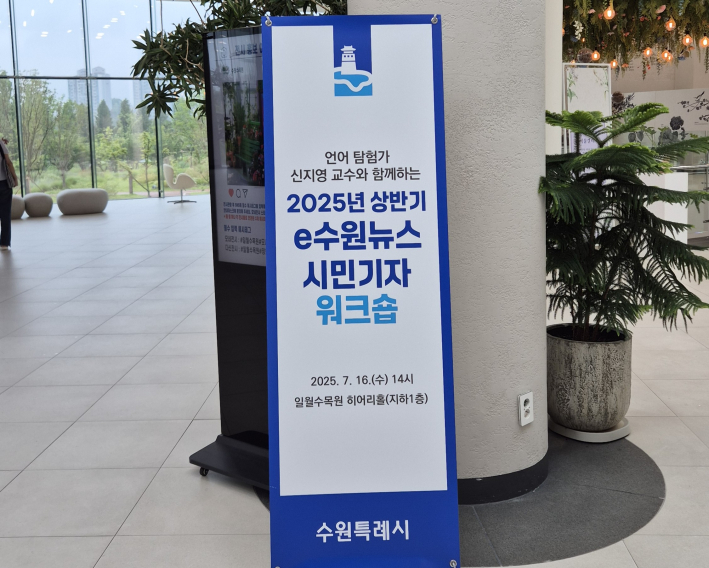 언어 탐험가
신지영 교수와 함께하는
2025년 상반기
e수원뉴스
시민기자
워크숍
2025. 7. 16.(수) 14시
일월수목원 히어리홀(지하1층)
수원특례시